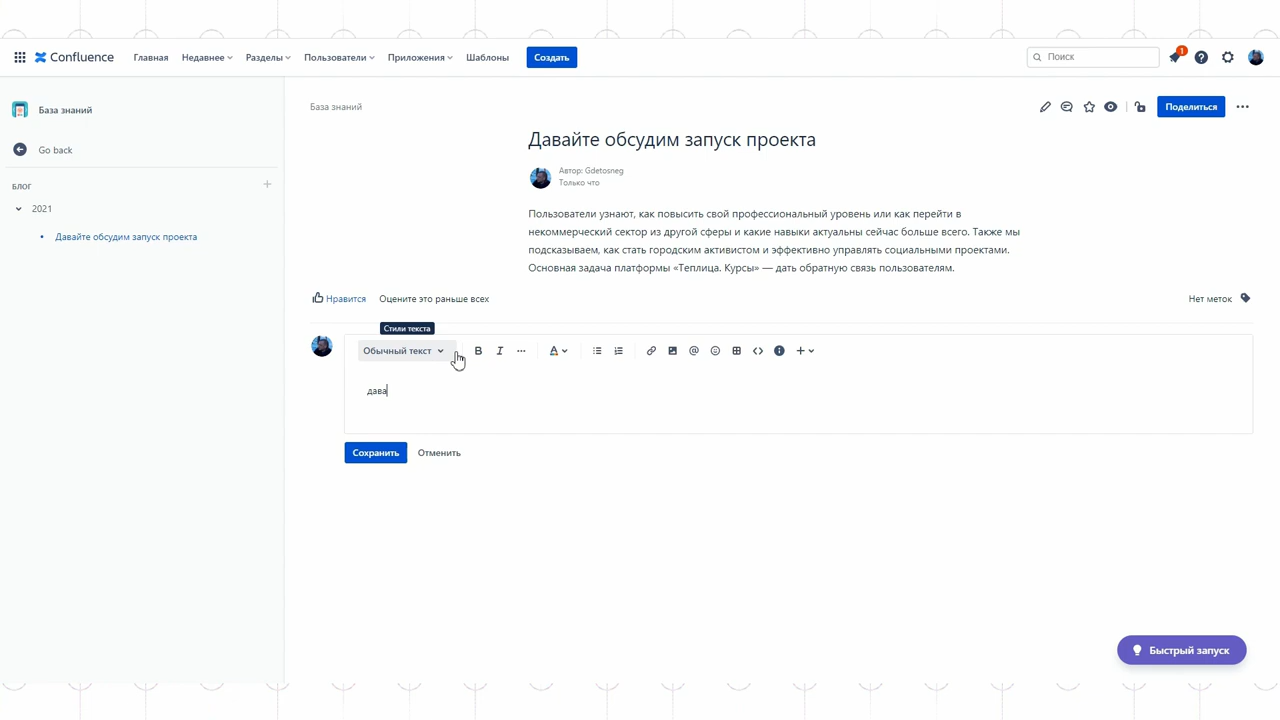 Confluence Главная Недавнее Разделы Пользователи Приложения Шаблоны Создать Поиск 1
База знаний
Go back
БЛОГ
2021
• Давайте обсудим запуск проекта
База знаний
Поделиться
Давайте обсудим запуск проекта
Автор: Gdetosneg
Только что
Пользователи узнают, как повысить свой профессиональный уровень или как перейти в
некоммерческий сектор из другой сферы и какие навыки актуальны сейчас больше всего. Также мы
подсказываем, как стать городским активистом и эффективно управлять социальными проектами.
Основная задача платформы «Теплица. Курсы» — дать обратную связь пользователям.
Нравится Оцените это раньше всех Нет меток
Стили текста
Обычный текст B I A
дава
Сохранить Отменить
Быстрый запуск